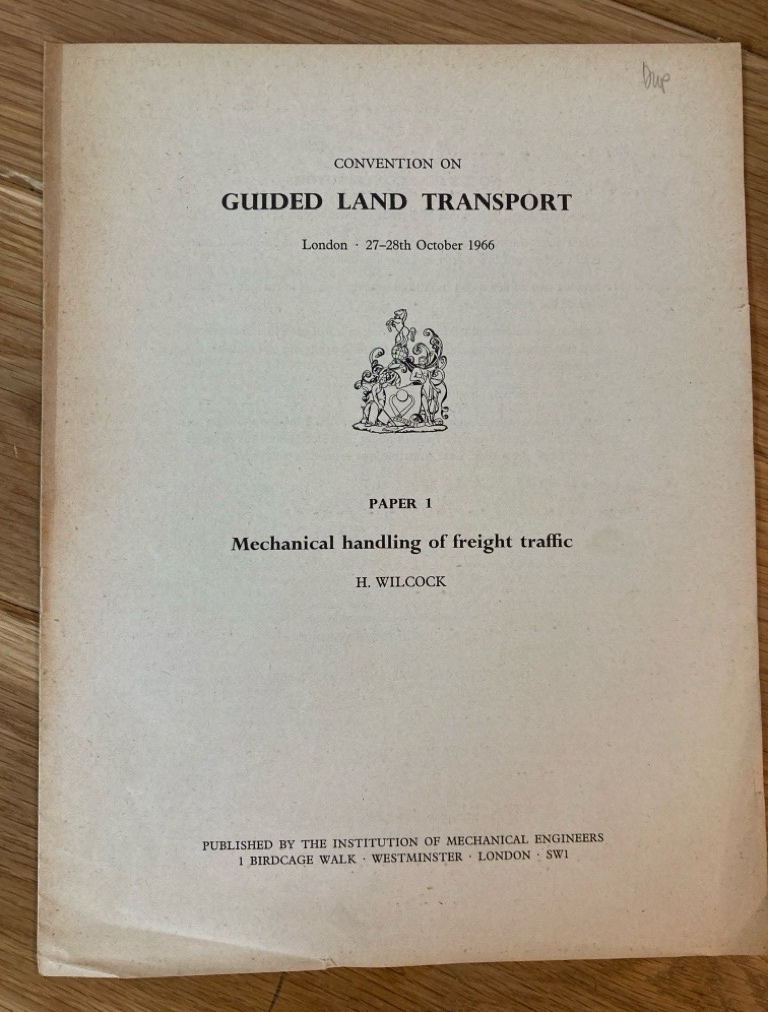 Dup
CONVENTION ON
GUIDED LAND TRANSPORT
London · 27–28th October 1966
PAPER 1
Mechanical handling of freight traffic
H. WILCOCK
PUBLISHED BY THE INSTITUTION OF MECHANICAL ENGINEERS
1 BIRDCAGE WALK · WESTMINSTER · LONDON · SW1